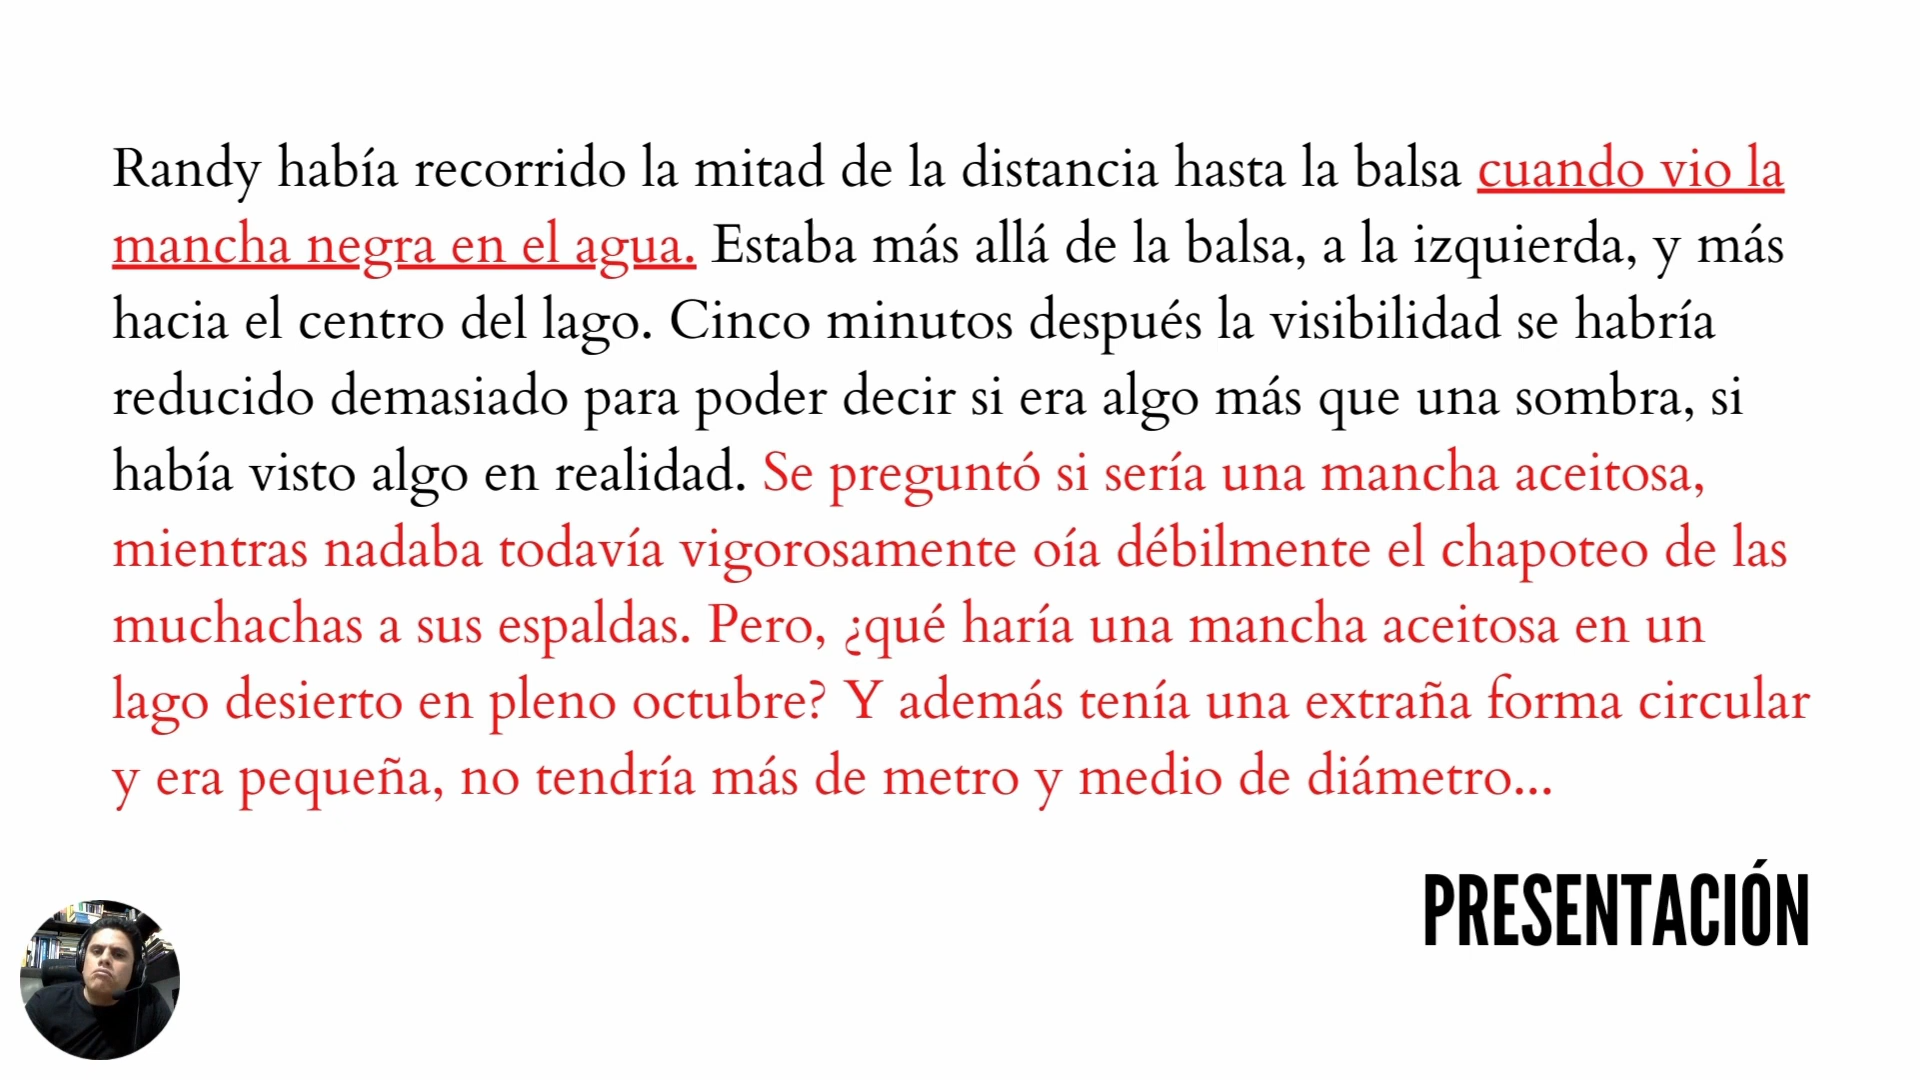 Randy había recorrido la mitad de la distancia hasta la balsa cuando vio la
mancha negra en el agua. Estaba más allá de la balsa, a la izquierda, y más
hacia el centro del lago. Cinco minutos después la visibilidad se habría
reducido demasiado para poder decir si era algo más que una sombra, si
había visto algo en realidad. Se preguntó si sería una mancha aceitosa,
mientras nadaba todavía vigorosamente oía débilmente el chapoteo de las
muchachas a sus espaldas. Pero, ¿qué haría una mancha aceitosa en un
lago desierto en pleno octubre? Y además tenía una extraña forma circular
y era pequeña, no tendría más de metro y medio de diámetro...
PRESENTACIÓN